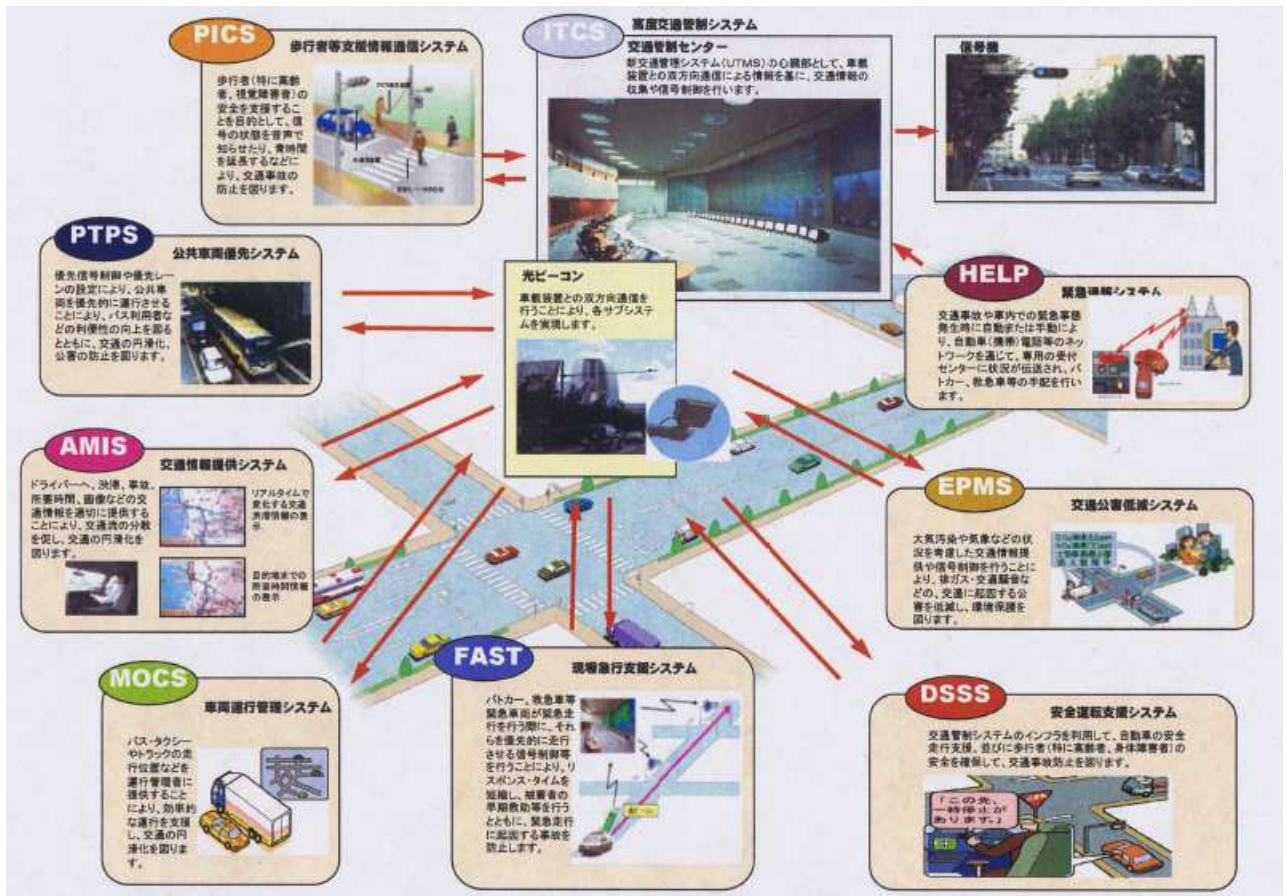 PICS
歩行者等支援情報通信システム
歩行者(特に高齢
者、視覚障害者)の
安全を支援するこ
とを目的として、信
号の状態を音声で
知らせたり、青時間
を延長するなどに
より、交通事故の
防止を図ります。
ITCS
高度交通管制システム
交通管制センター
新交通管理システム(UTMS)の心臓部として、車載
装置との双方向通信による情報を基に、交通情報の
収集や信号制御を行います。
信号機
PTPS
公共車両優先システム
優先信号制御や優先レー
ンの設定により、公共車
両を優先的に運行させる
ことにより、バス利用者な
どの利便性の向上を図る
とともに、交通の円滑化、
公害の防止を図ります。
光ビーコン
車載装置との双方向通信を
行うことにより、各サブシステ
ムを実現します。
HELP
緊急通報システム
交通事故や車内での緊急事態
発生時に自動または手動によ
り、自動車(携帯)電話等のネッ
トワークを通じて、専用の受付
センターに状況が伝送され、パ
トカー、救急車等の手配を行い
ます。
AMIS
交通情報提供システム
ドライバーへ、渋滞、事故、
所要時間、画像などの交
通情報を適切に提供する
ことにより、交通流の分散
を促し、交通の円滑化を
図ります。
リアルタイムで
変化する交通
渋滞情報の表
示
目的地までの
所要時間情報
の表示
EPMS
交通公害低減システム
大気汚染や気象などの状
況を考慮した交通情報提
供や信号制御を行うことに
より、排ガス・交通騒音な
どの、交通に起因する公
害を低減し、環境保護を
図ります。
MOCS
車両運行管理システム
バス・タクシー
やトラックの走
行位置などを
運行管理者に
提供すること
により、効率的
な運行を支援
し、交通の円
滑化を図りま
す。
FAST
現場急行支援システム
パトカー、救急車等
緊急車両が緊急走
行を行う際に、それ
らを優先的に走行
させる信号制御等
を行うことにより、リ
スポンス・タイムを
短縮し、被害者の
早期救助等を行う
とともに、緊急走行
に起因する事故を
防止します。
DSSS
安全運転支援システム
交通管制システムのインフラを利用して、自動車の安全
走行支援、並びに歩行者(特に高齢者、身体障害者)の
安全を確保して、交通事故防止を図ります。
「この先、
一時停止が
あります。」